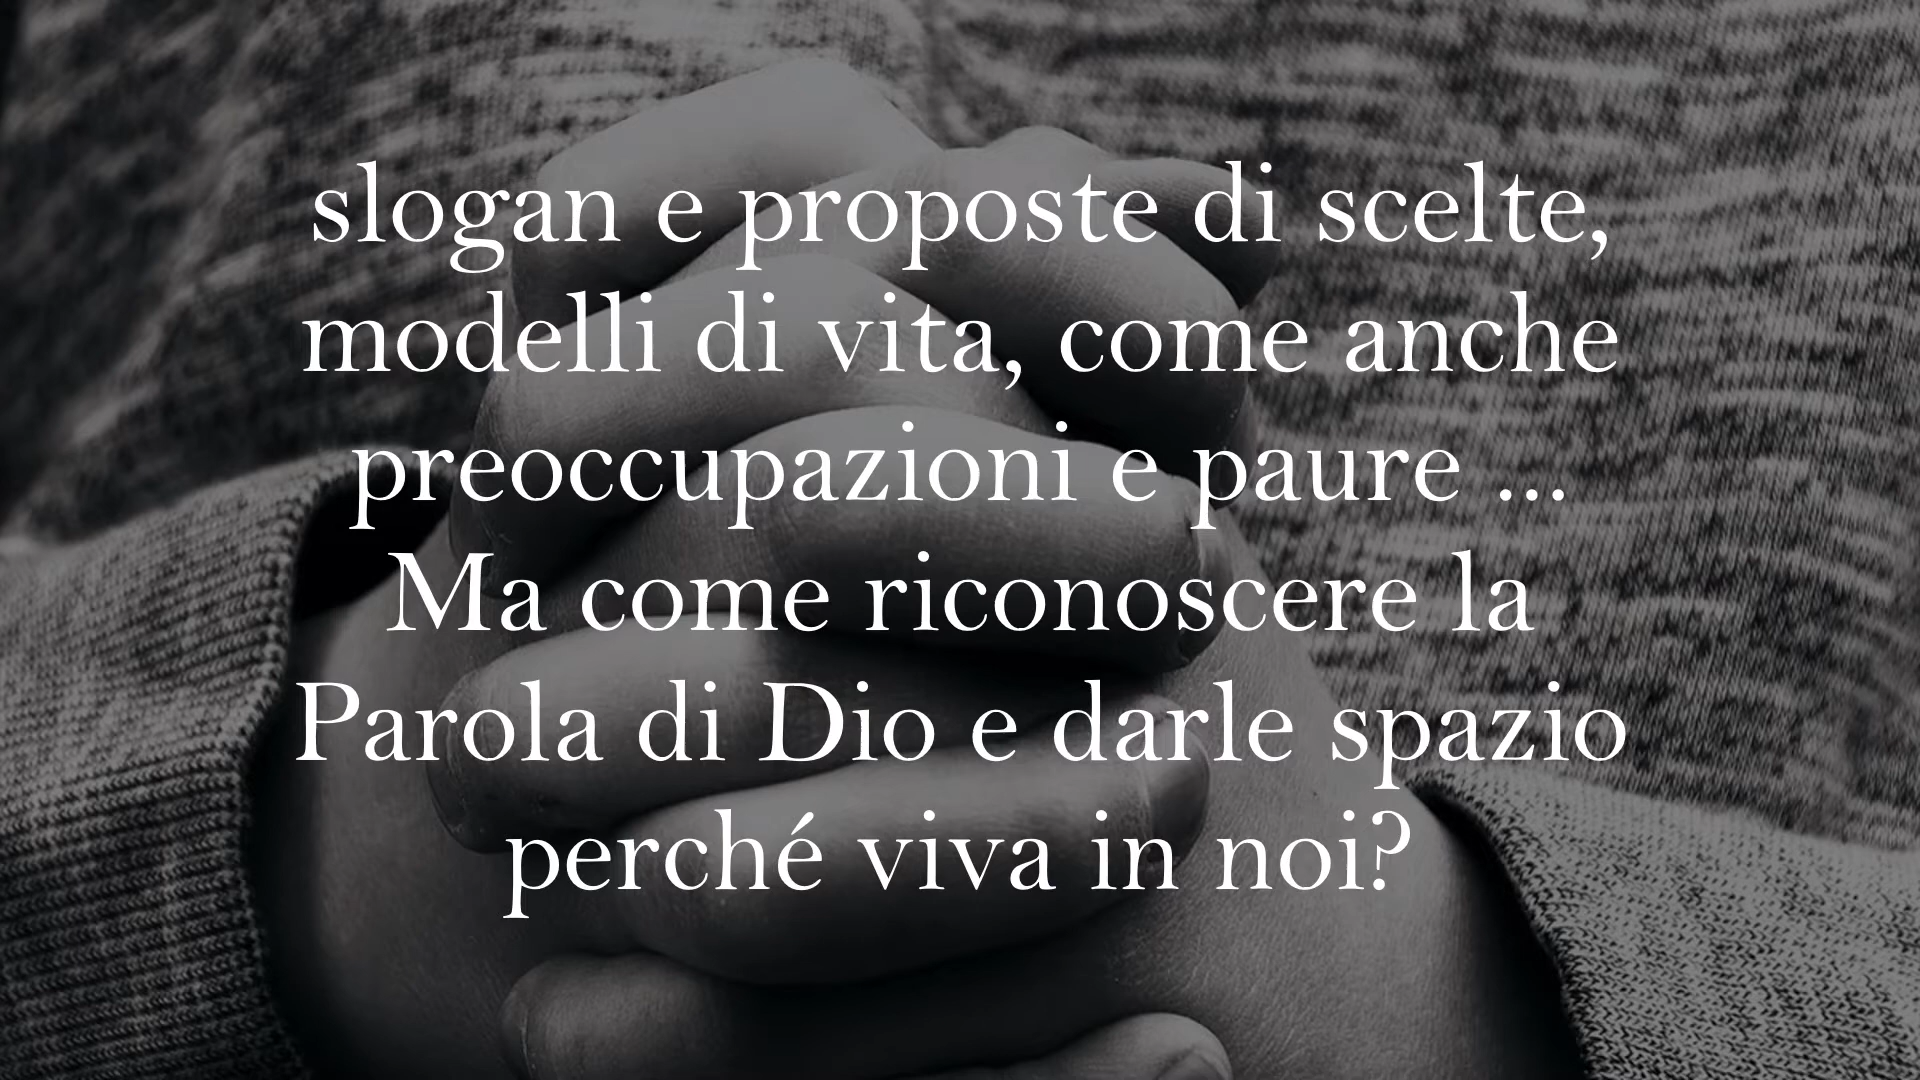 slogan e proposte di scelte,
modelli di vita, come anche
preoccupazioni e paure ...
Ma come riconoscere la
Parola di Dio e darle spazio
perché viva in noi?